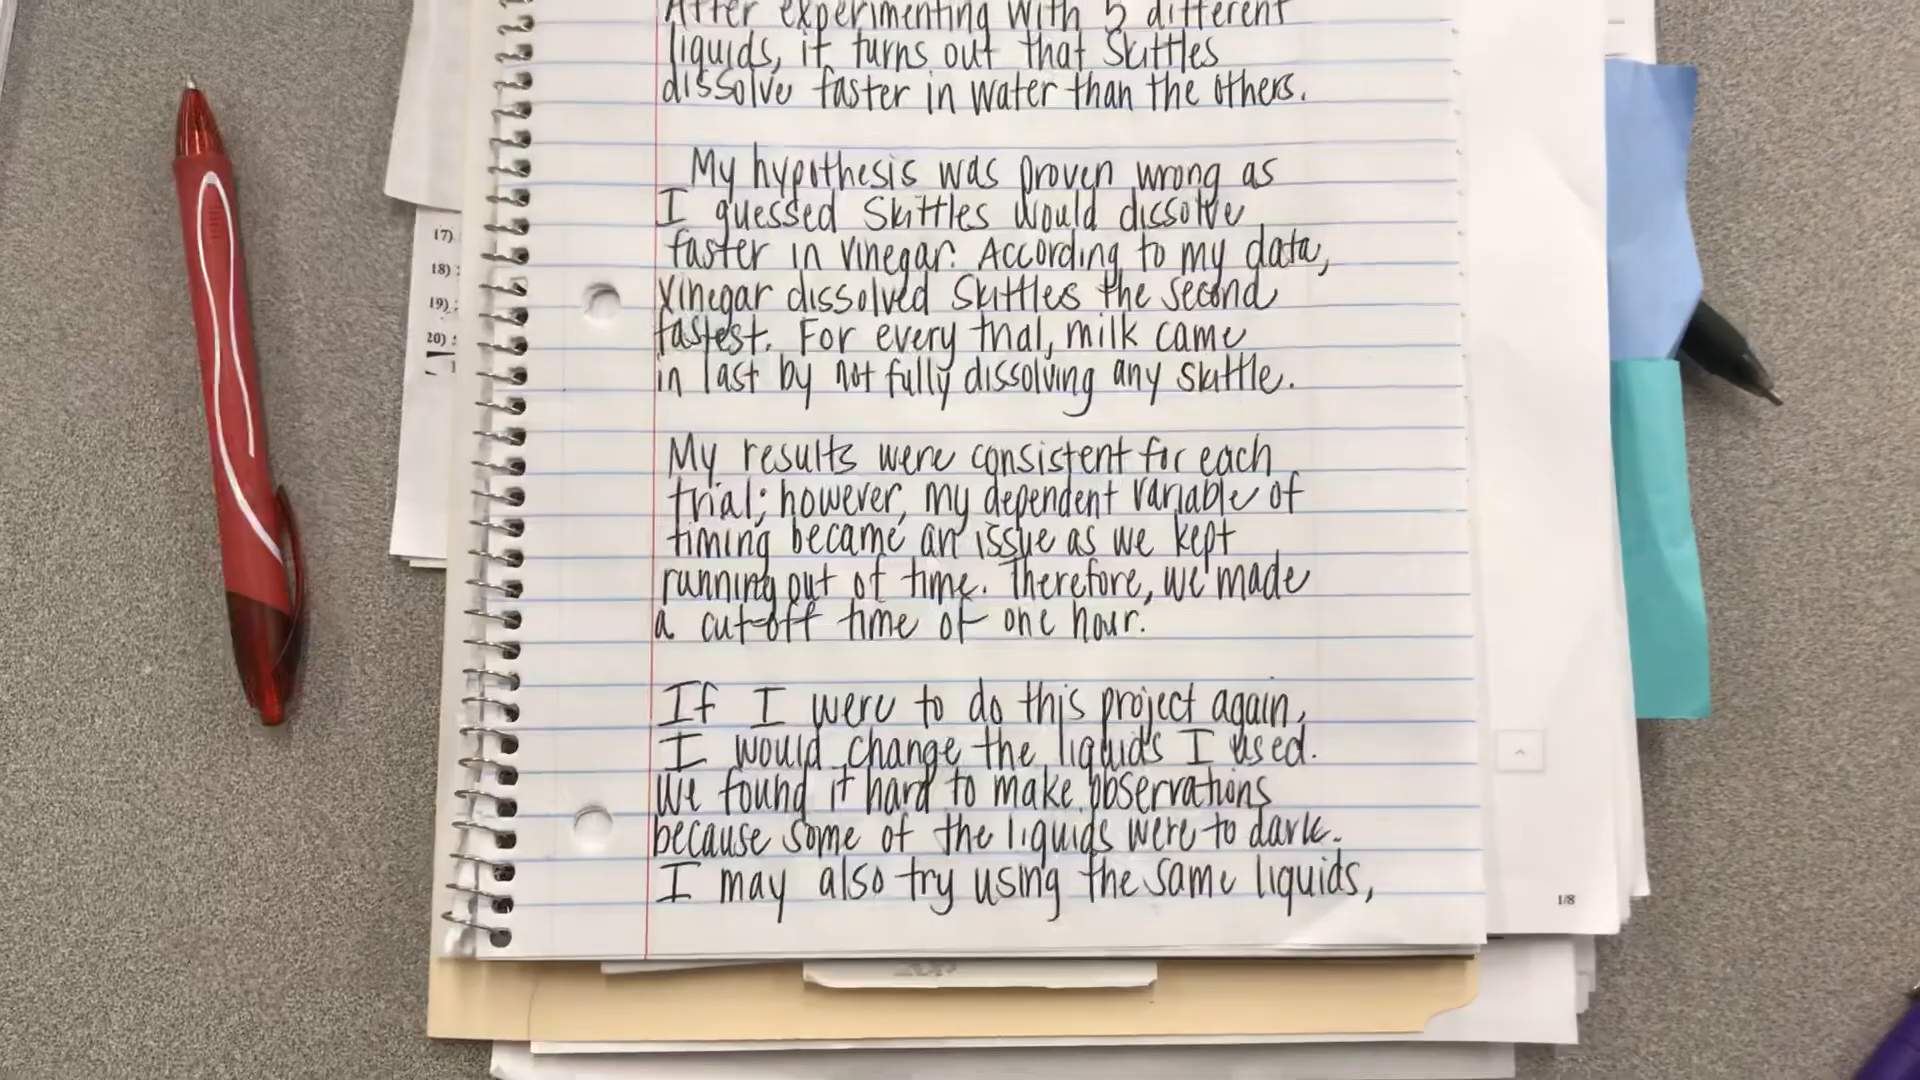 After experimenting with 5 different
liquids, it turns out that Skittles
dissolve faster in water than the others.
My hypothesis was proven wrong as
I guessed Skittles would dissolve
faster in vinegar. According to my data,
vinegar dissolved Skittles the second
fastest. For every trial, milk came
in last by not fully dissolving any skittle.
My results were consistent for each
trial; however, my dependent variable of
timing became an issue as we kept
running out of time. Therefore, we made
a cut-off time of one hour.
If I were to do this project again,
I would change the liquids I used.
We found it hard to make observations
because some of the liquids were to dark.
I may also try using the same liquids,
17)
18)
19)
20)
1/8